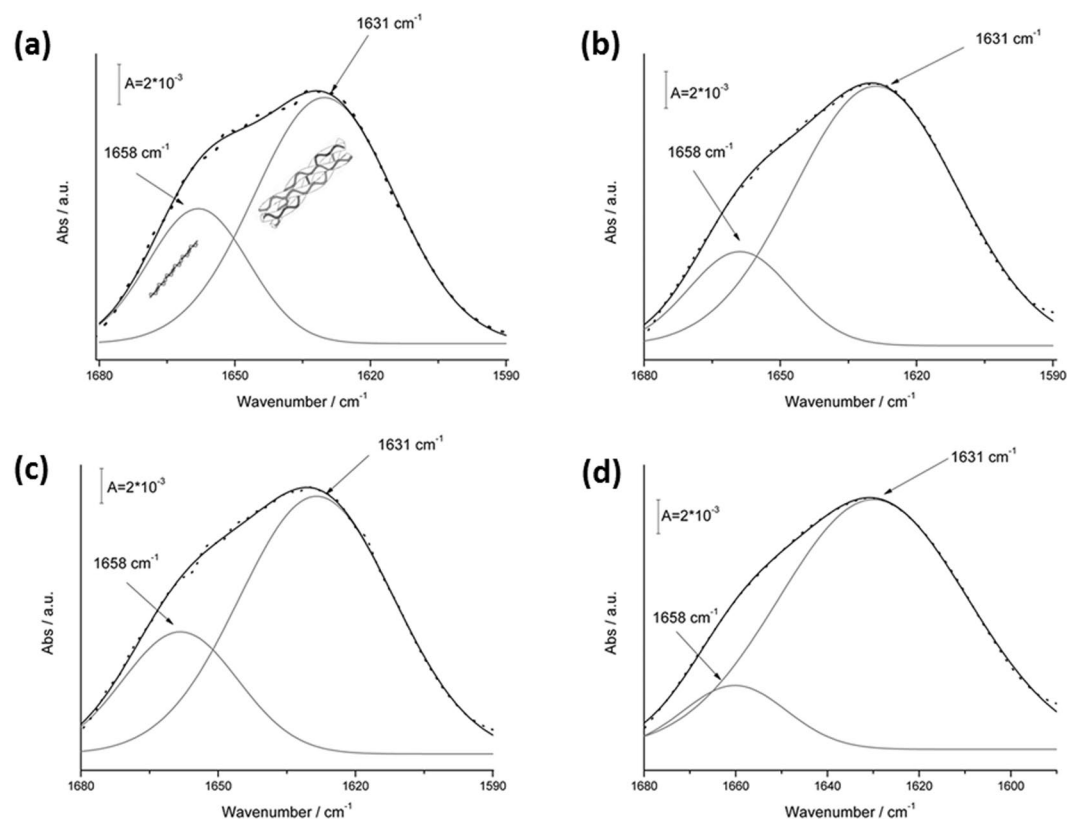 (a)
1631 cm⁻¹
A=2*10⁻³
1658 cm⁻¹
Abs / a.u.
1680
1650
1620
1590
Wavenumber / cm⁻¹
(b)
1631 cm⁻¹
A=2*10⁻³
1658 cm⁻¹
Abs / a.u.
1680
1650
1620
1590
Wavenumber / cm⁻¹
(c)
1631 cm⁻¹
A=2*10⁻³
1658 cm⁻¹
Abs / a.u.
1680
1650
1620
1590
Wavenumber / cm⁻¹
(d)
1631 cm⁻¹
A=2*10⁻³
1658 cm⁻¹
Abs / a.u.
1680
1660
1640
1620
1600
Wavenumber / cm⁻¹